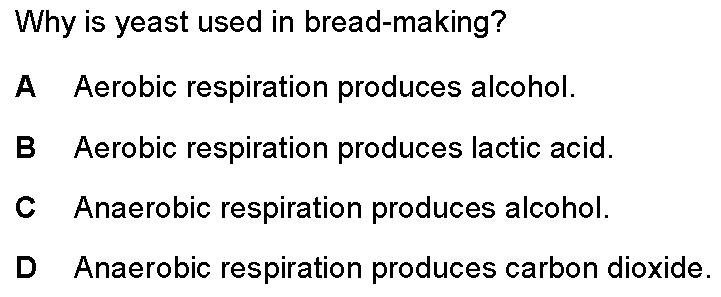 Why is yeast used in bread-making?
A Aerobic respiration produces alcohol.
B Aerobic respiration produces lactic acid.
C Anaerobic respiration produces alcohol.
D Anaerobic respiration produces carbon dioxide.